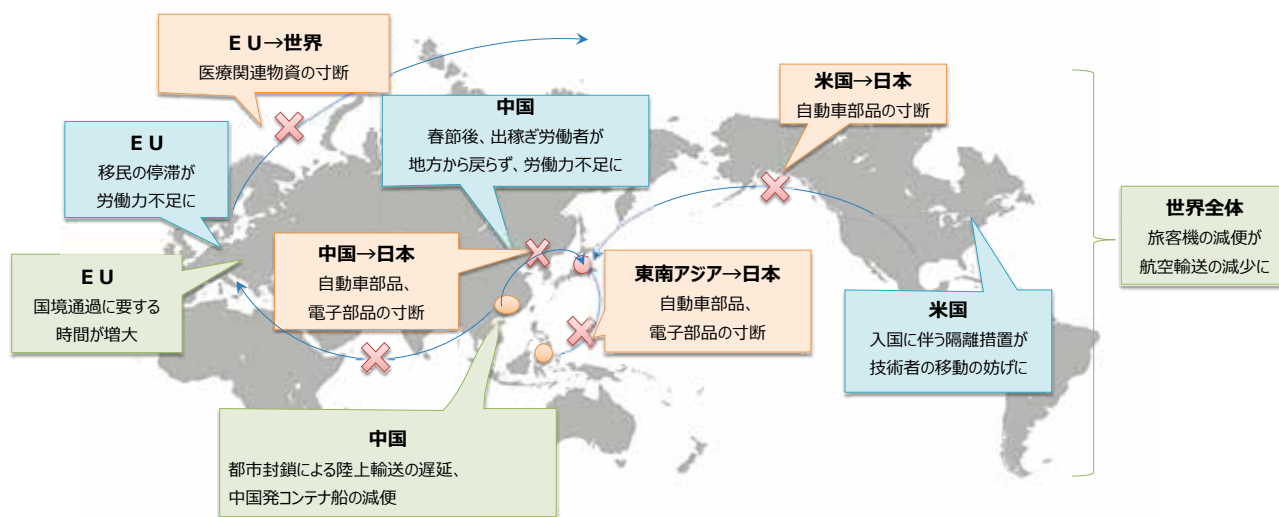 ＥＵ→世界
医療関連物資の寸断
米国→日本
自動車部品の寸断
中国
春節後、出稼ぎ労働者が
地方から戻らず、労働力不足に
ＥＵ
移民の停滞が
労働力不足に
世界全体
旅客機の減便が
航空輸送の減少に
中国→日本
自動車部品、
電子部品の寸断
東南アジア→日本
自動車部品、
電子部品の寸断
ＥＵ
国境通過に要する
時間が増大
米国
入国に伴う隔離措置が
技術者の移動の妨げに
中国
都市封鎖による陸上輸送の遅延、
中国発コンテナ船の減便